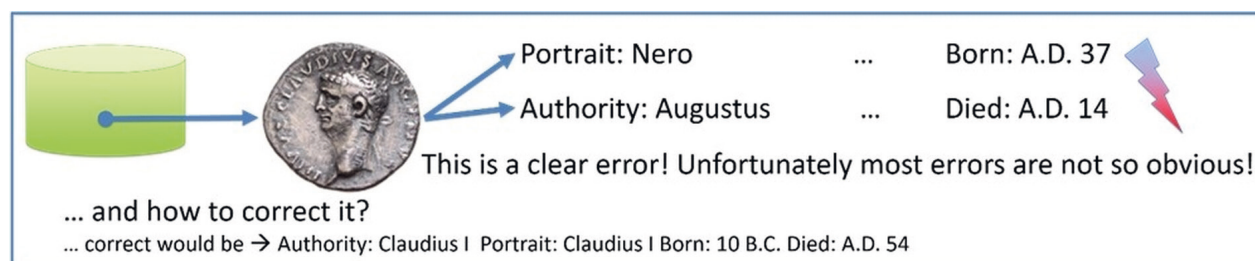 Portrait: Nero ... Born: A.D. 37
Authority: Augustus ... Died: A.D. 14
This is a clear error! Unfortunately most errors are not so obvious!
... and how to correct it?
... correct would be → Authority: Claudius I Portrait: Claudius I Born: 10 B.C. Died: A.D. 54